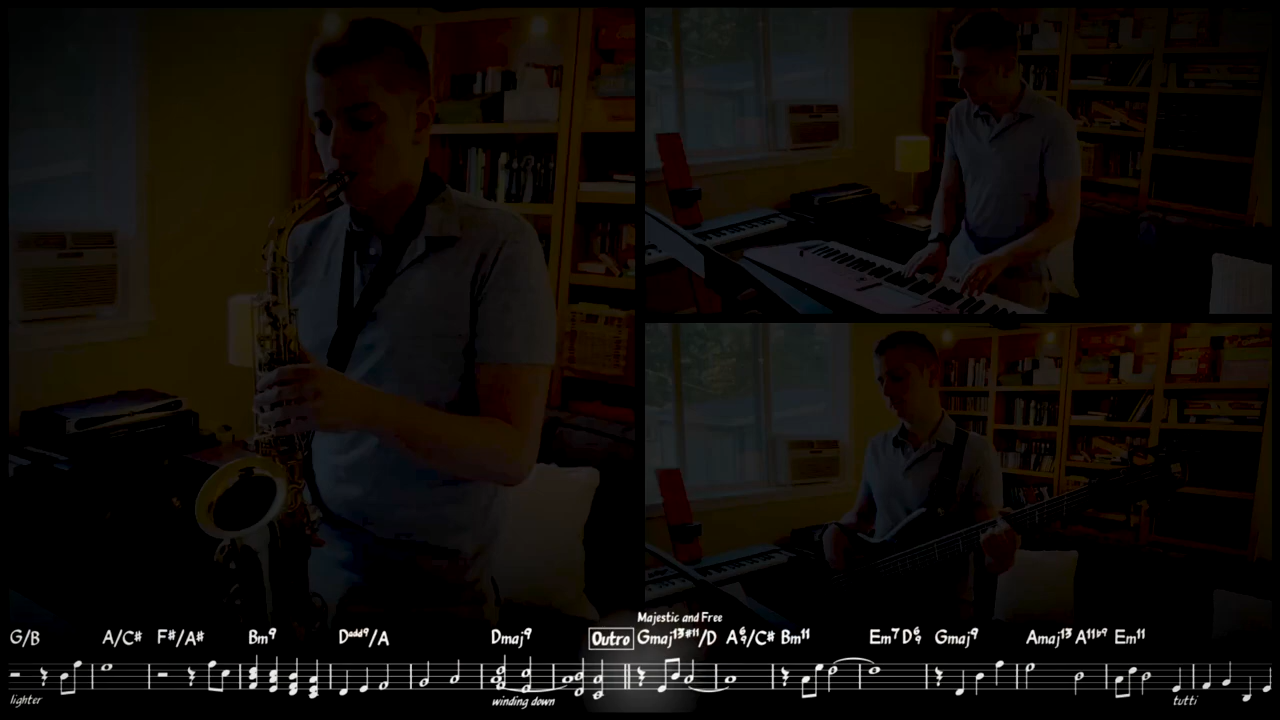 Majestic and Free
G/B A/C# F#/A# Bm9 Dadd9/A Dmaj9 Outro Gmaj13#11/D A6/9/C# Bm11 Em7 D6/9 Gmaj9 Amaj13 A11b9 Em11
lighter winding down tutti